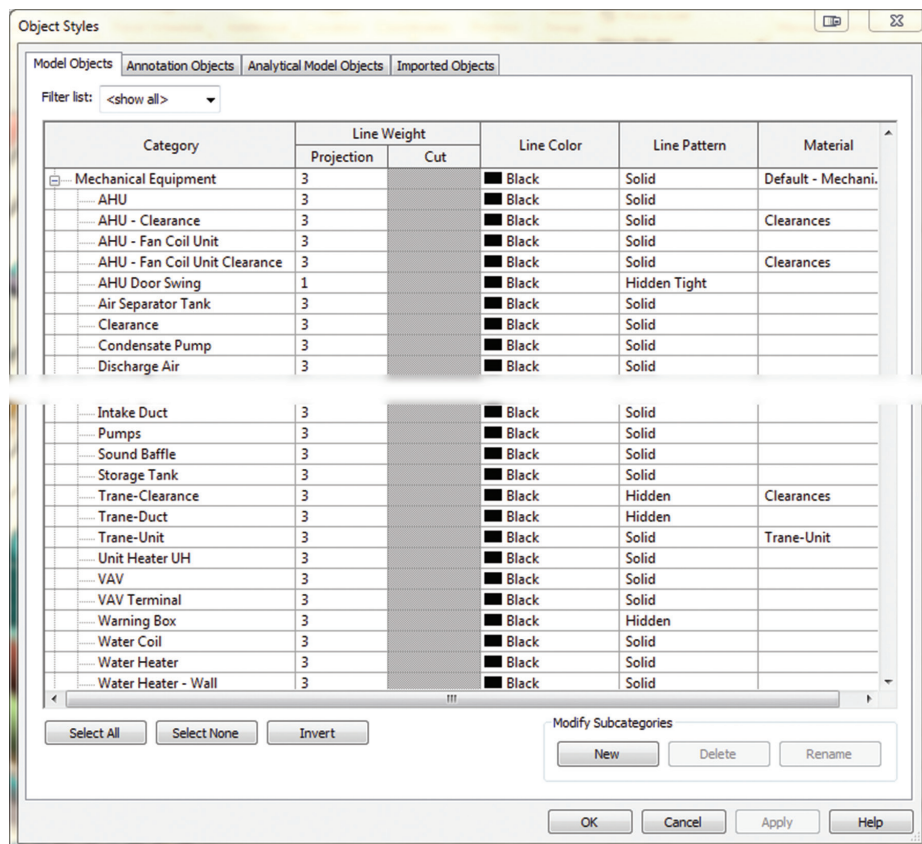 Object Styles
Model Objects Annotation Objects Analytical Model Objects Imported Objects
Filter list: <show all>
Category Line Weight Line Color Line Pattern Material
Projection Cut
Mechanical Equipment 3 Black Solid Default - Mechani.
AHU 3 Black Solid
AHU - Clearance 3 Black Solid Clearances
AHU - Fan Coil Unit 3 Black Solid
AHU - Fan Coil Unit Clearance 3 Black Solid Clearances
AHU Door Swing 1 Black Hidden Tight
Air Separator Tank 3 Black Solid
Clearance 3 Black Solid
Condensate Pump 3 Black Solid
Discharge Air 3 Black Solid
Intake Duct 3 Black Solid
Pumps 3 Black Solid
Sound Baffle 3 Black Solid
Storage Tank 3 Black Solid
Trane-Clearance 3 Black Hidden Clearances
Trane-Duct 3 Black Hidden
Trane-Unit 3 Black Solid Trane-Unit
Unit Heater UH 3 Black Solid
VAV 3 Black Solid
VAV Terminal 3 Black Solid
Warning Box 3 Black Hidden
Water Coil 3 Black Solid
Water Heater 3 Black Solid
Water Heater - Wall 3 Black Solid
Select All Select None Invert
Modify Subcategories
New Delete Rename
OK Cancel Apply Help